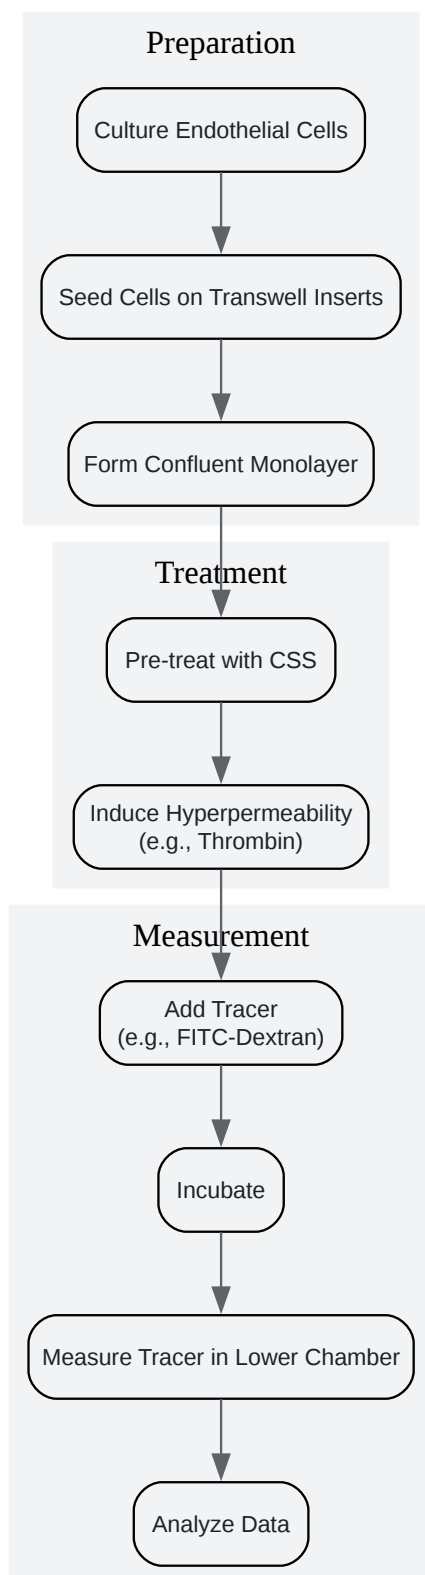 Preparation
Culture Endothelial Cells
Seed Cells on Transwell Inserts
Form Confluent Monolayer
Treatment
Pre-treat with CSS
Induce Hyperpermeability
(e.g., Thrombin)
Measurement
Add Tracer
(e.g., FITC-Dextran)
Incubate
Measure Tracer in Lower Chamber
Analyze Data